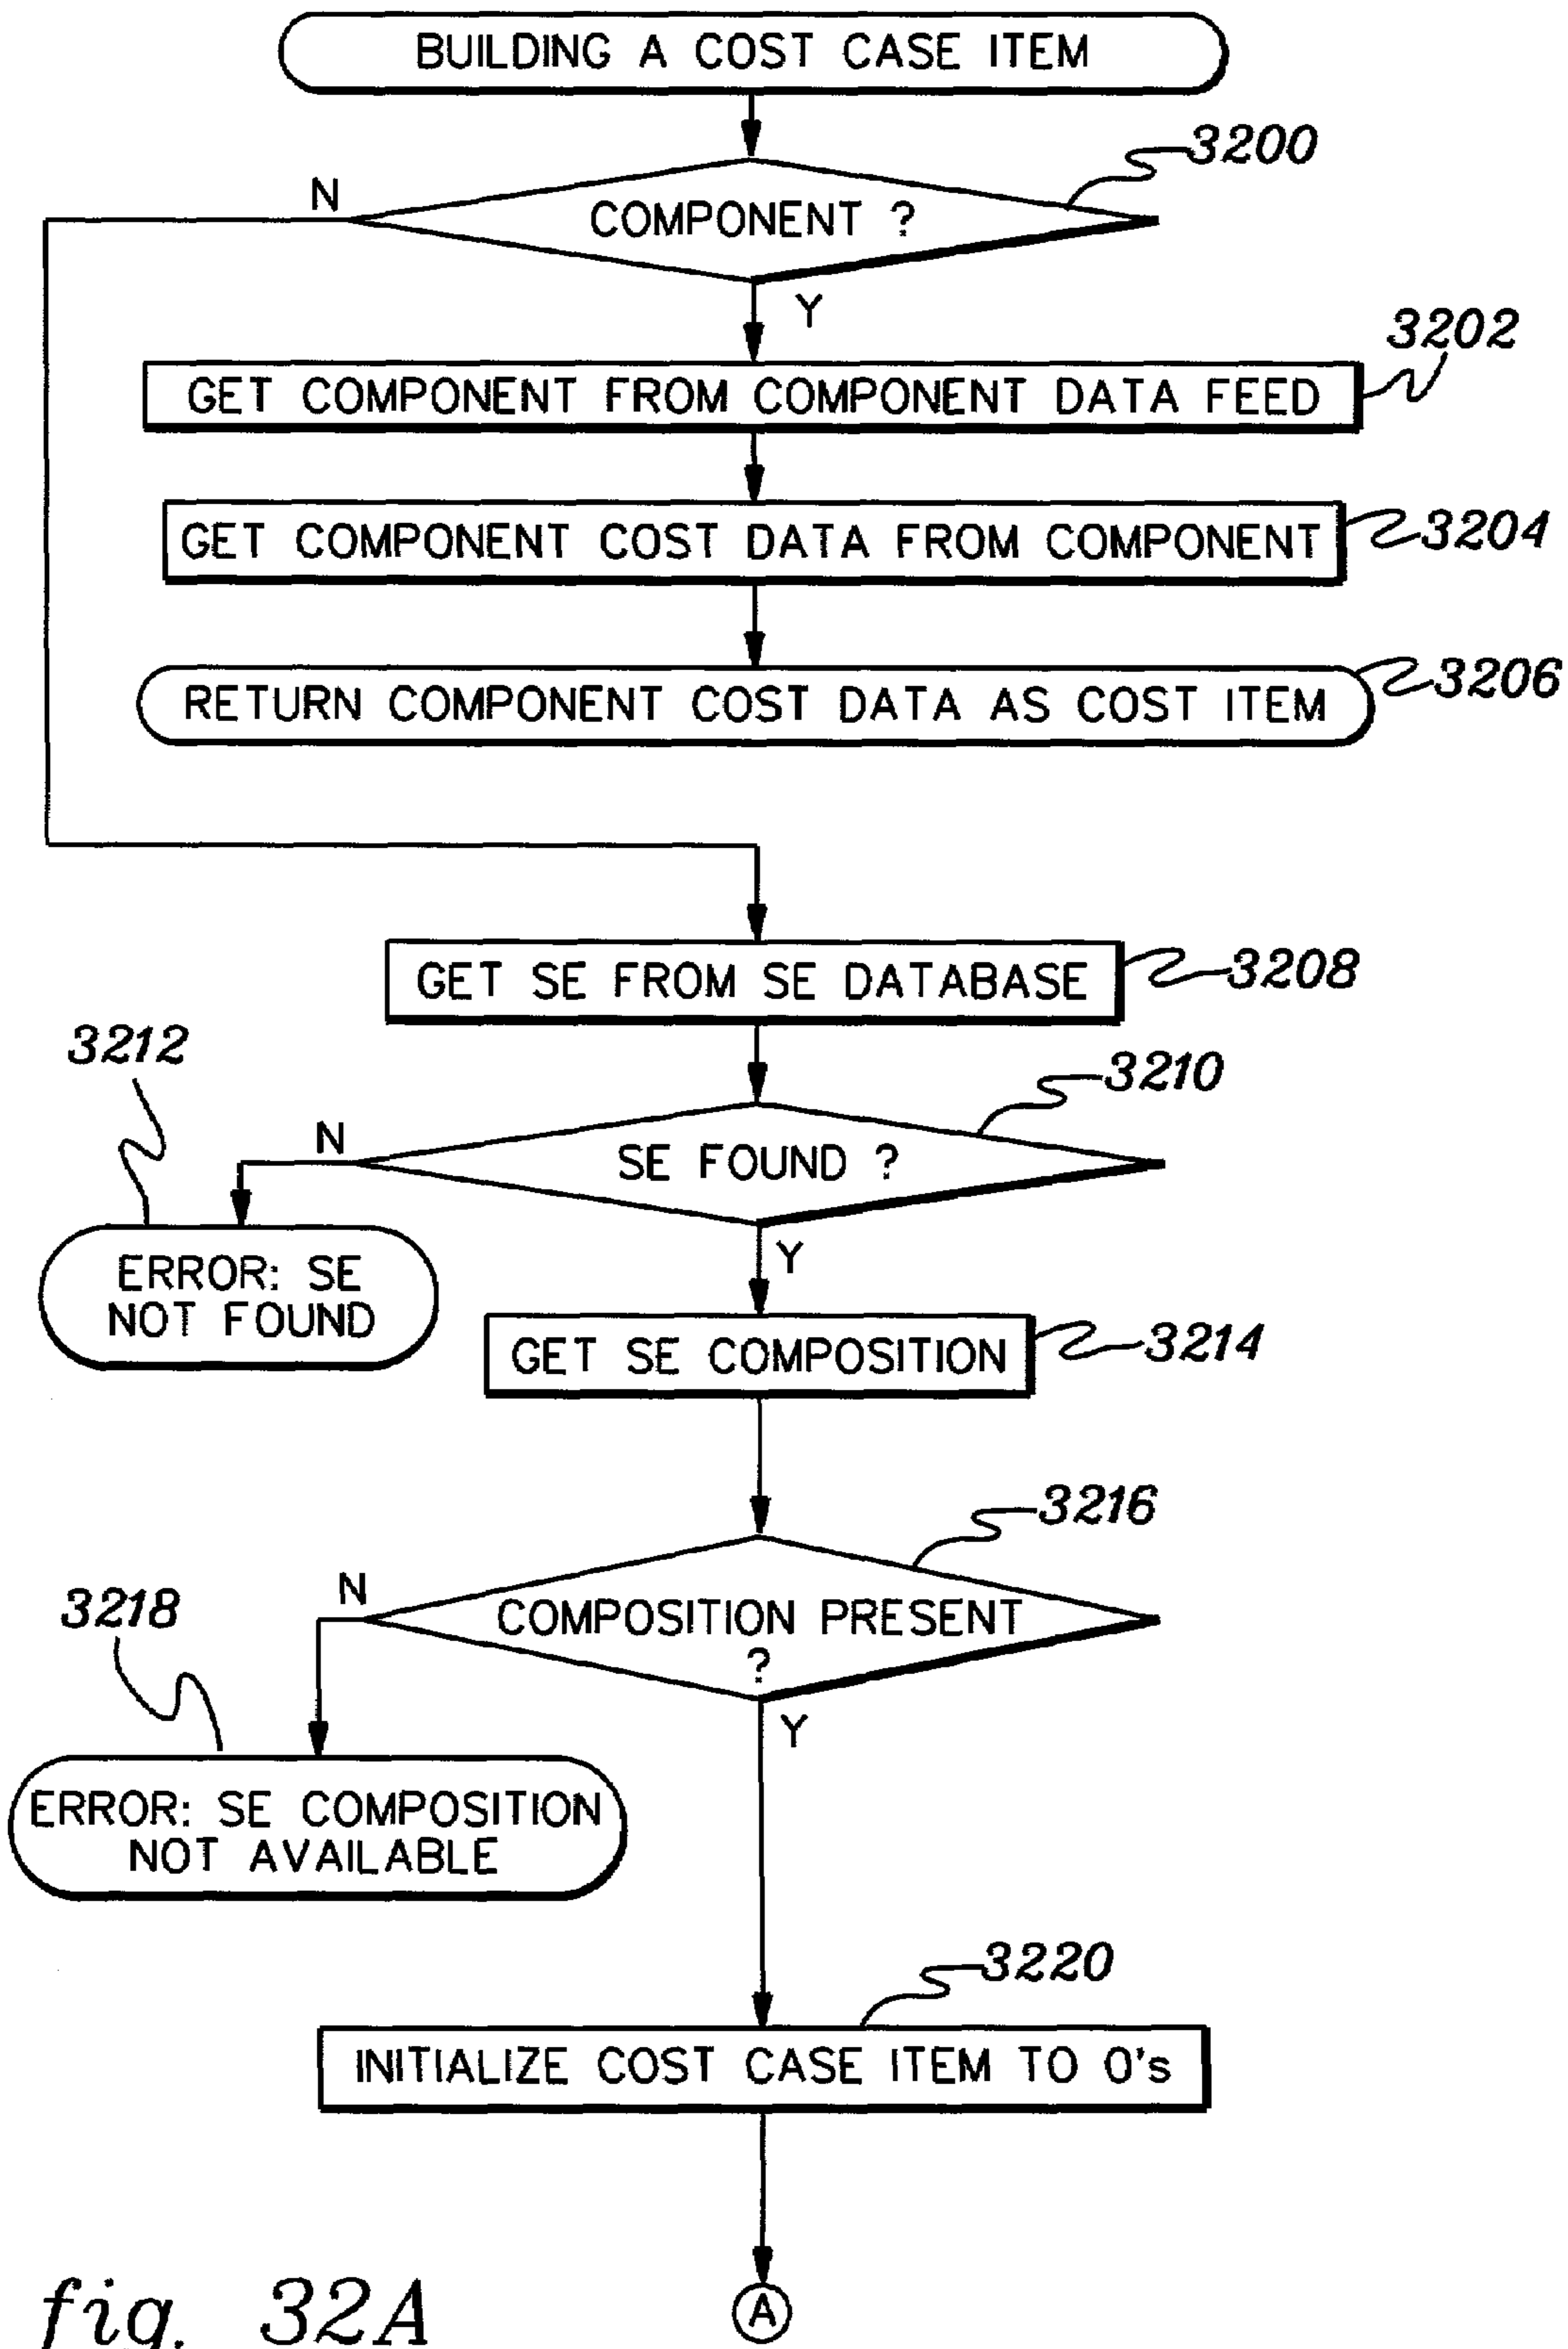 BUILDING A COST CASE ITEM
3200
N
COMPONENT ?
Y
3202
GET COMPONENT FROM COMPONENT DATA FEED
GET COMPONENT COST DATA FROM COMPONENT
3204
RETURN COMPONENT COST DATA AS COST ITEM
3206
GET SE FROM SE DATABASE
3208
3212
3210
N
SE FOUND ?
Y
ERROR: SE
NOT FOUND
GET SE COMPOSITION
3214
3216
N
3218
COMPOSITION PRESENT
?
Y
ERROR: SE COMPOSITION
NOT AVAILABLE
3220
INITIALIZE COST CASE ITEM TO 0's
A
fig. 32A